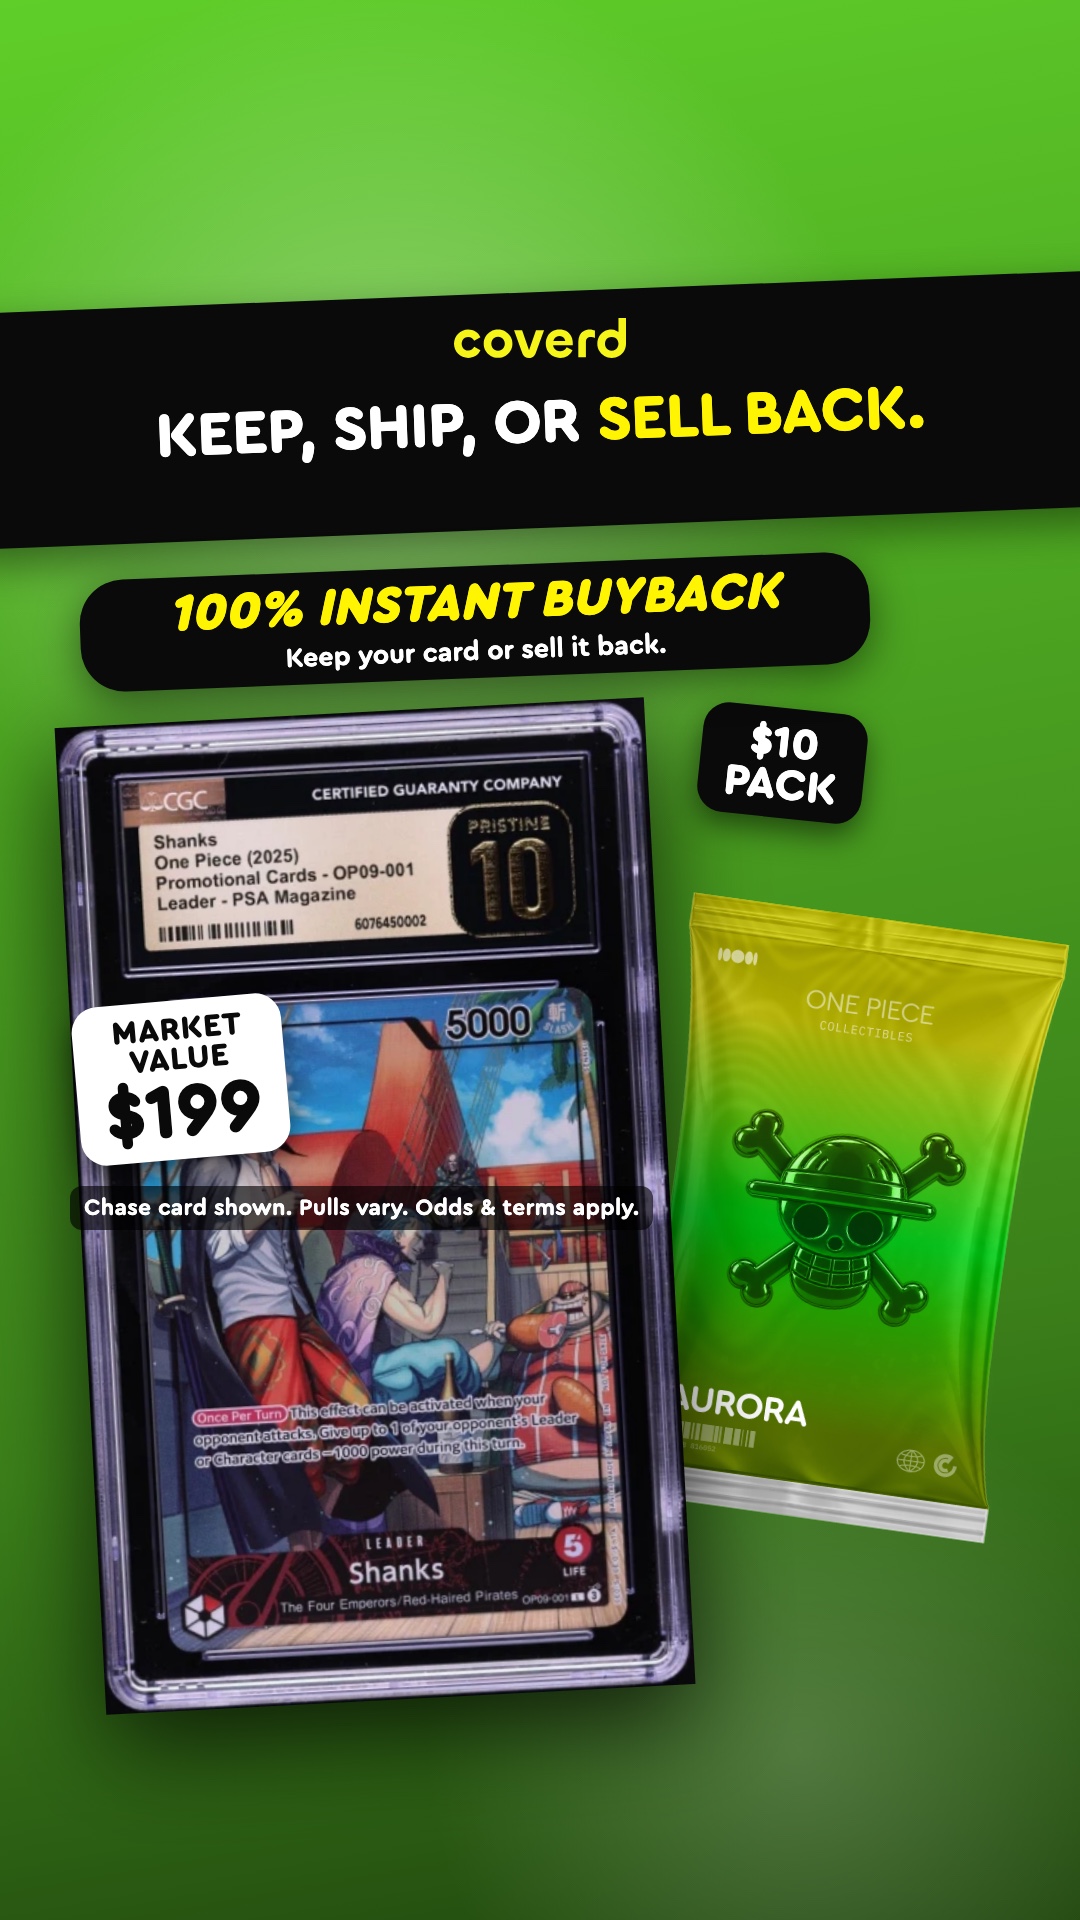 coverd
KEEP, SHIP, OR SELL BACK.
100% INSTANT BUYBACK
Keep your card or sell it back.
$10
PACK
CGC
CERTIFIED GUARANTY COMPANY
Shanks
One Piece (2025)
Promotional Cards - OP09-001
Leader - PSA Magazine
6076450002
PRISTINE
10
ONE PIECE
COLLECTIBLES
MARKET
VALUE
$199
5000
斬
SLASH
Chase card shown. Pulls vary. Odds & terms apply.
Once Per Turn This effect can be activated when your
opponent attacks. Give up to 1 of your opponent's Leader
or Character cards −1000 power during this turn.
AURORA
LEADER
Shanks
5
LIFE
The Four Emperors/Red-Haired Pirates
OP09-001 L 3